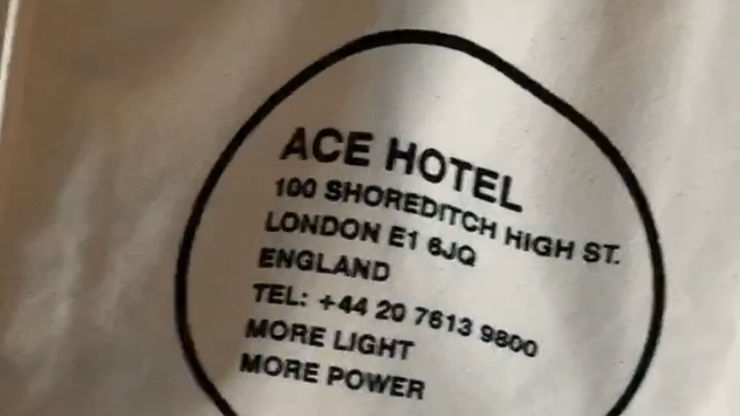 ACE HOTEL
100 SHOREDITCH HIGH ST.
LONDON E1 6JQ
ENGLAND
TEL: +44 20 7613 9800
MORE LIGHT
MORE POWER